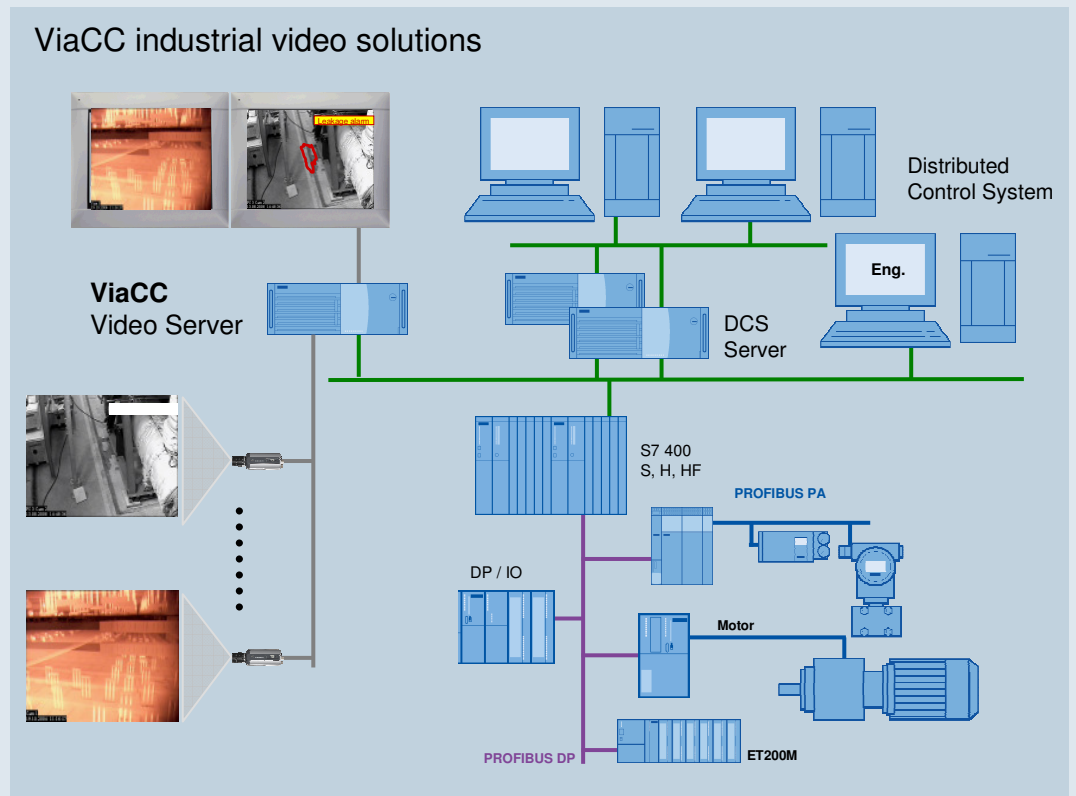 ViaCC industrial video solutions
Leakage alarm
Distributed
Control System
Eng.
ViaCC
Video Server
DCS
Server
S7 400
S, H, HF
PROFIBUS PA
DP / IO
Motor
PROFIBUS DP
ET200M